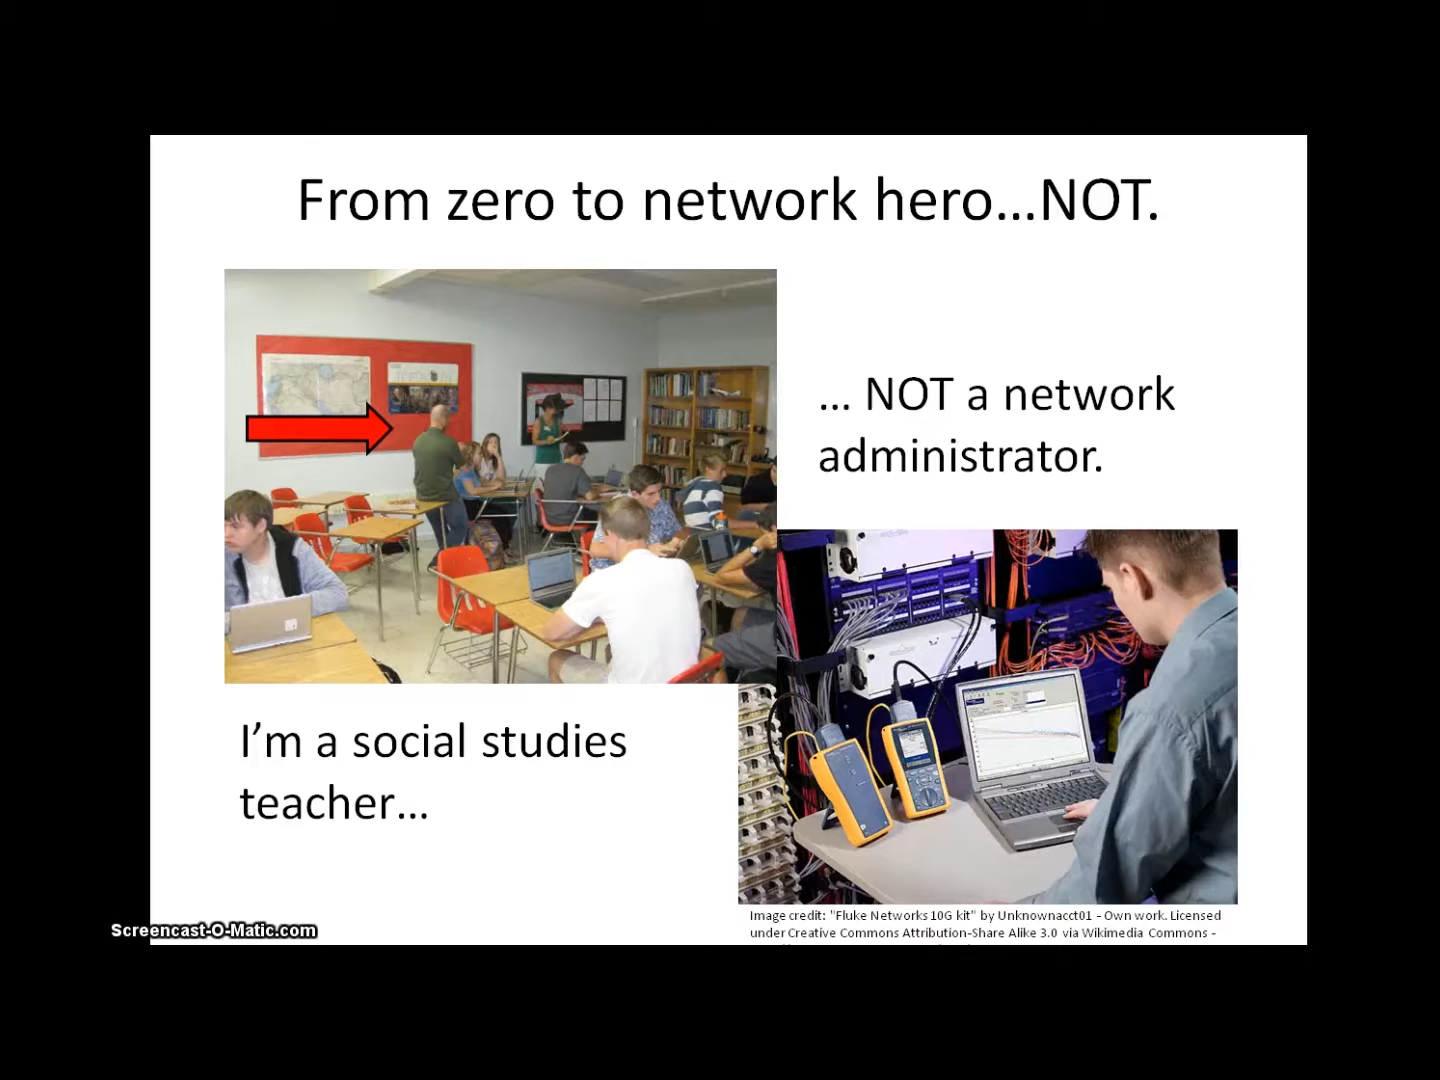 From zero to network hero…NOT.
… NOT a network
administrator.
I’m a social studies
teacher…
Image credit: "Fluke Networks 10G kit" by Unknownacct01 - Own work. Licensed
under Creative Commons Attribution-Share Alike 3.0 via Wikimedia Commons -
Screencast-O-Matic.com